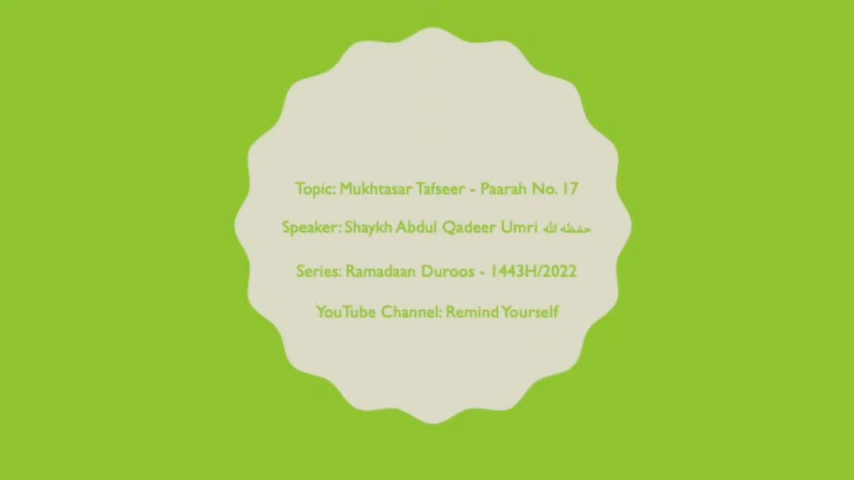 Topic: Mukhtasar Tafseer - Paarah No. 17
Speaker: Shaykh Abdul Qadeer Umri حفظه الله
Series: Ramadaan Duroos - 1443H/2022
YouTube Channel: Remind Yourself